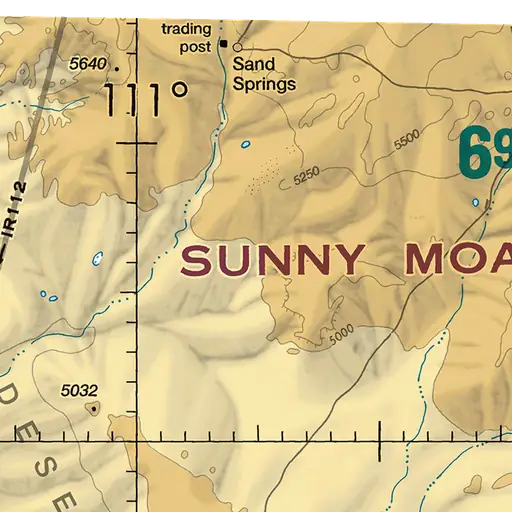 trading
post
5640
Sand
Springs
111°
5500
69
5250
IR112
SUNNY MOA
5000
5032
DESE